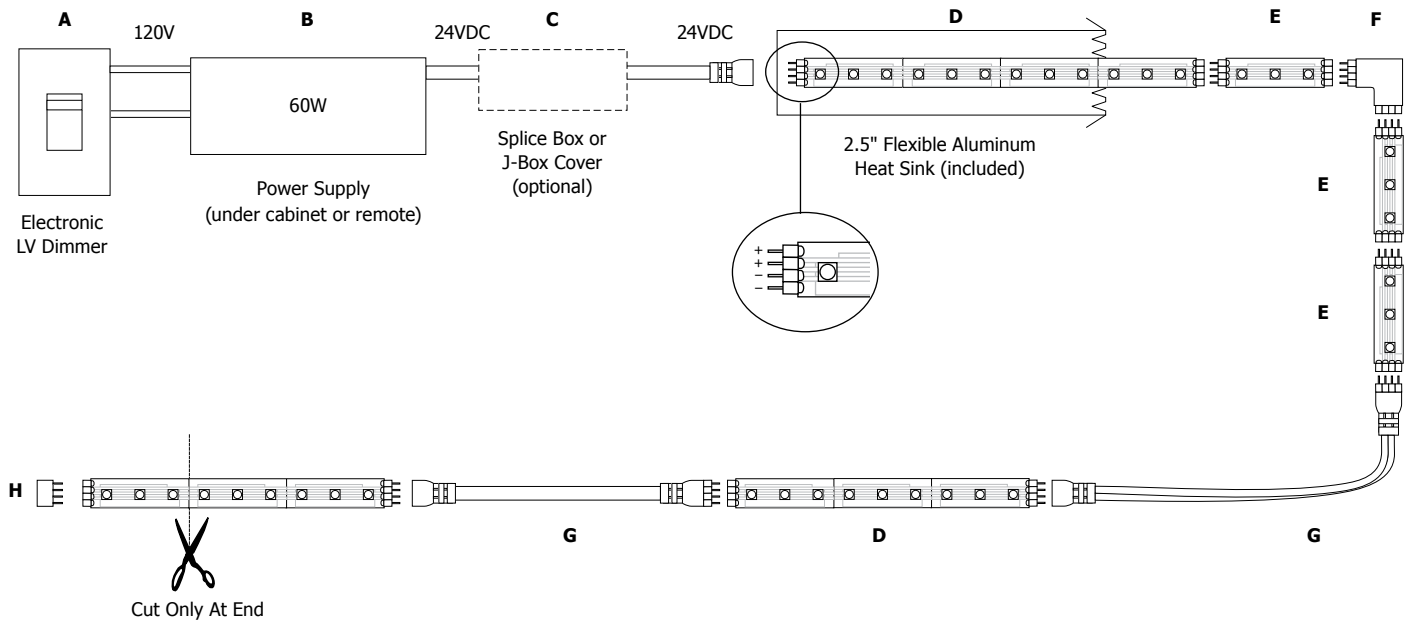 A
B
C
D
E
F
120V
24VDC
24VDC
60W
Splice Box or
J-Box Cover
(optional)
2.5" Flexible Aluminum
Heat Sink (included)
Power Supply
(under cabinet or remote)
Electronic
LV Dimmer
E
+
+
–
–
E
H
G
D
G
Cut Only At End